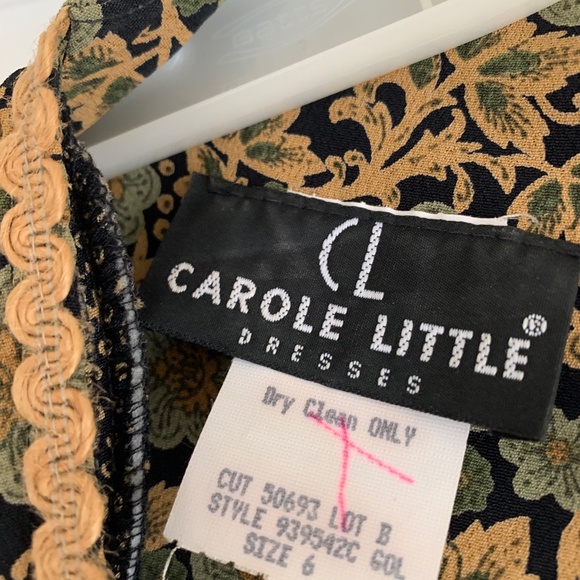 CL
CAROLE LITTLE®
DRESSES
Dry Clean ONLY
CUT 50693 LOT B
STYLE 939542C GOL
SIZE 6